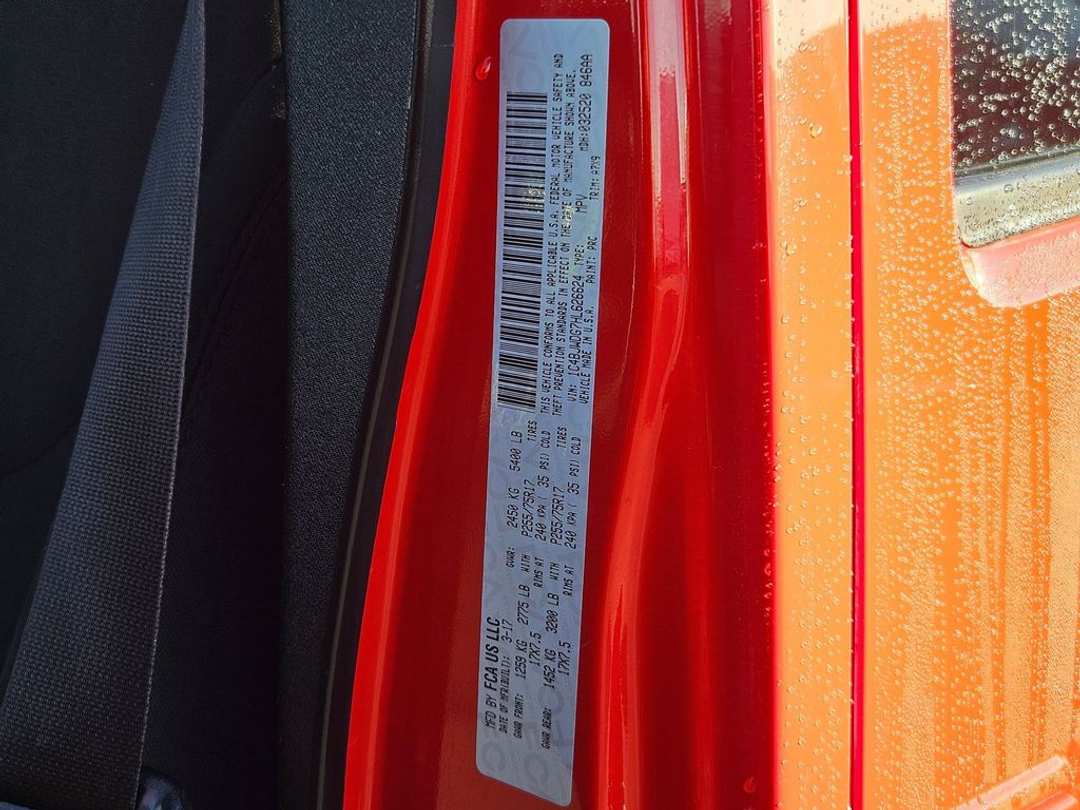 MFD BY FCA US LLC
DATE OF MFR(BUILT): 3-17 GVWR: 2450 KG 5400 LB
GAWR FRONT: 1259 KG 2775 LB WITH P255/75R17 TIRES
17X7.5 RIMS AT 240 KPA ( 35 PSI) COLD
GAWR REAR: 1452 KG 3200 LB WITH P255/75R17 TIRES
17X7.5 RIMS AT 240 KPA ( 35 PSI) COLD
THIS VEHICLE CONFORMS TO ALL APPLICABLE U.S.A. FEDERAL MOTOR VEHICLE SAFETY AND
THEFT PREVENTION STANDARDS IN EFFECT ON THE DATE OF MANUFACTURE SHOWN ABOVE.
VIN: 1C4BJWDG7HL626624 TYPE: MPV MDH:032520 846AA
VEHICLE MADE IN U.S.A. PAINT: PRC TRIM: A7X9